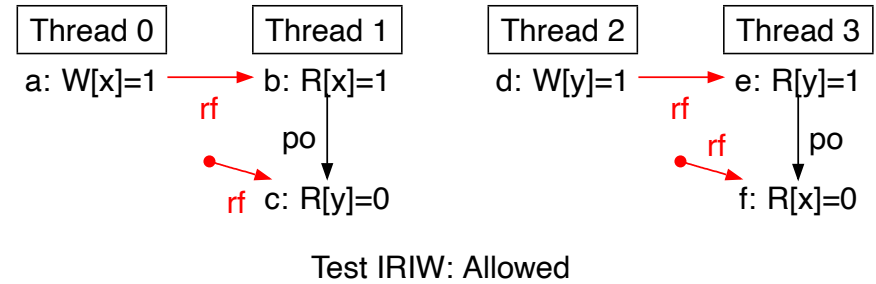 Thread 0 Thread 1 Thread 2 Thread 3
a: W[x]=1 b: R[x]=1 d: W[y]=1 e: R[y]=1
rf rf
po rf po
rf c: R[y]=0 f: R[x]=0
Test IRIW: Allowed